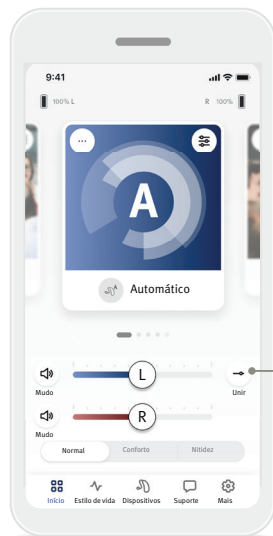 9:41
100% L
R 100%
A
Automático
L
Mudo
Unir
R
Mudo
Normal Conforto Nitidez
Início Estilo de vida Dispositivos Suporte Mais